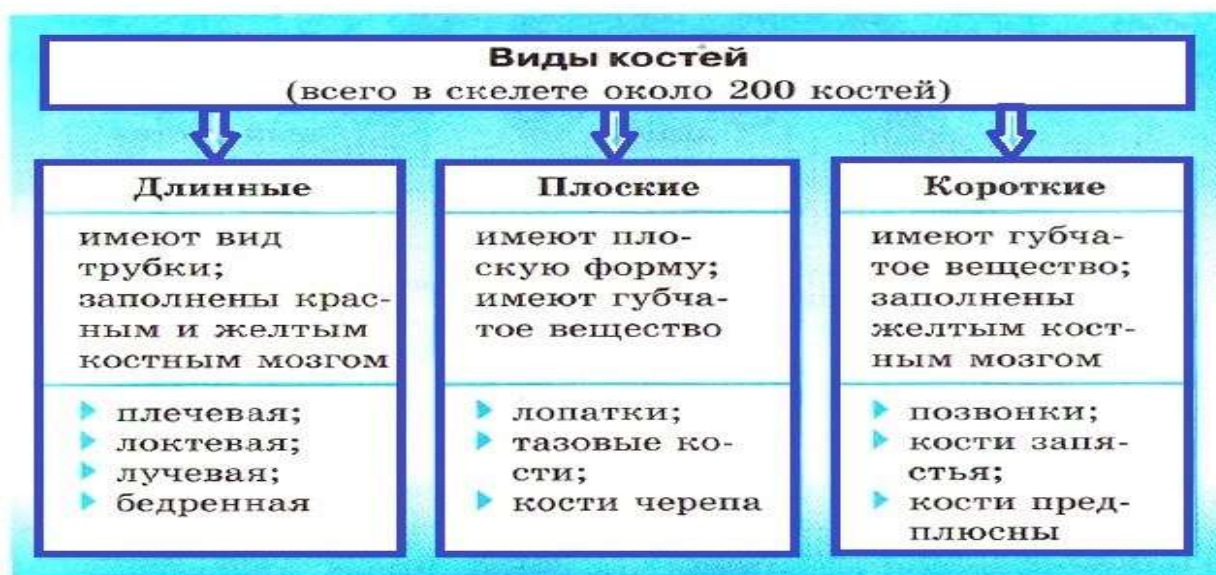 Виды костей
(всего в скелете около 200 костей)
Длинные
имеют вид
трубки;
заполнены крас-
ным и желтым
костным мозгом
плечевая;
локтевая;
лучевая;
бедренная
Плоские
имеют пло-
скую форму;
имеют губча-
тое вещество
лопатки;
тазовые ко-
сти;
кости черепа
Короткие
имеют губча-
тое вещество;
заполнены
желтым кост-
ным мозгом
позвонки;
кости запя-
стья;
кости пред-
плюсны